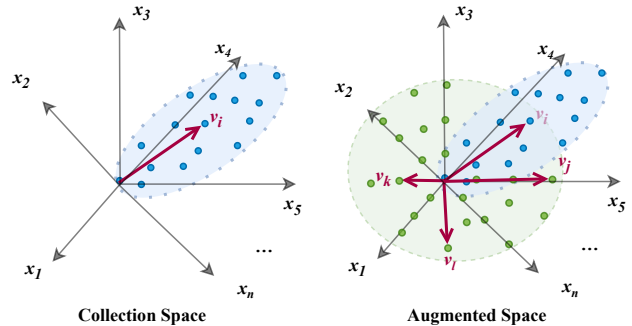 x3
x4
x2
vi
x5
x1
...
xn
Collection Space
x3
x4
x2
vi
vj
vk
x5
vl
x1
...
xn
Augmented Space